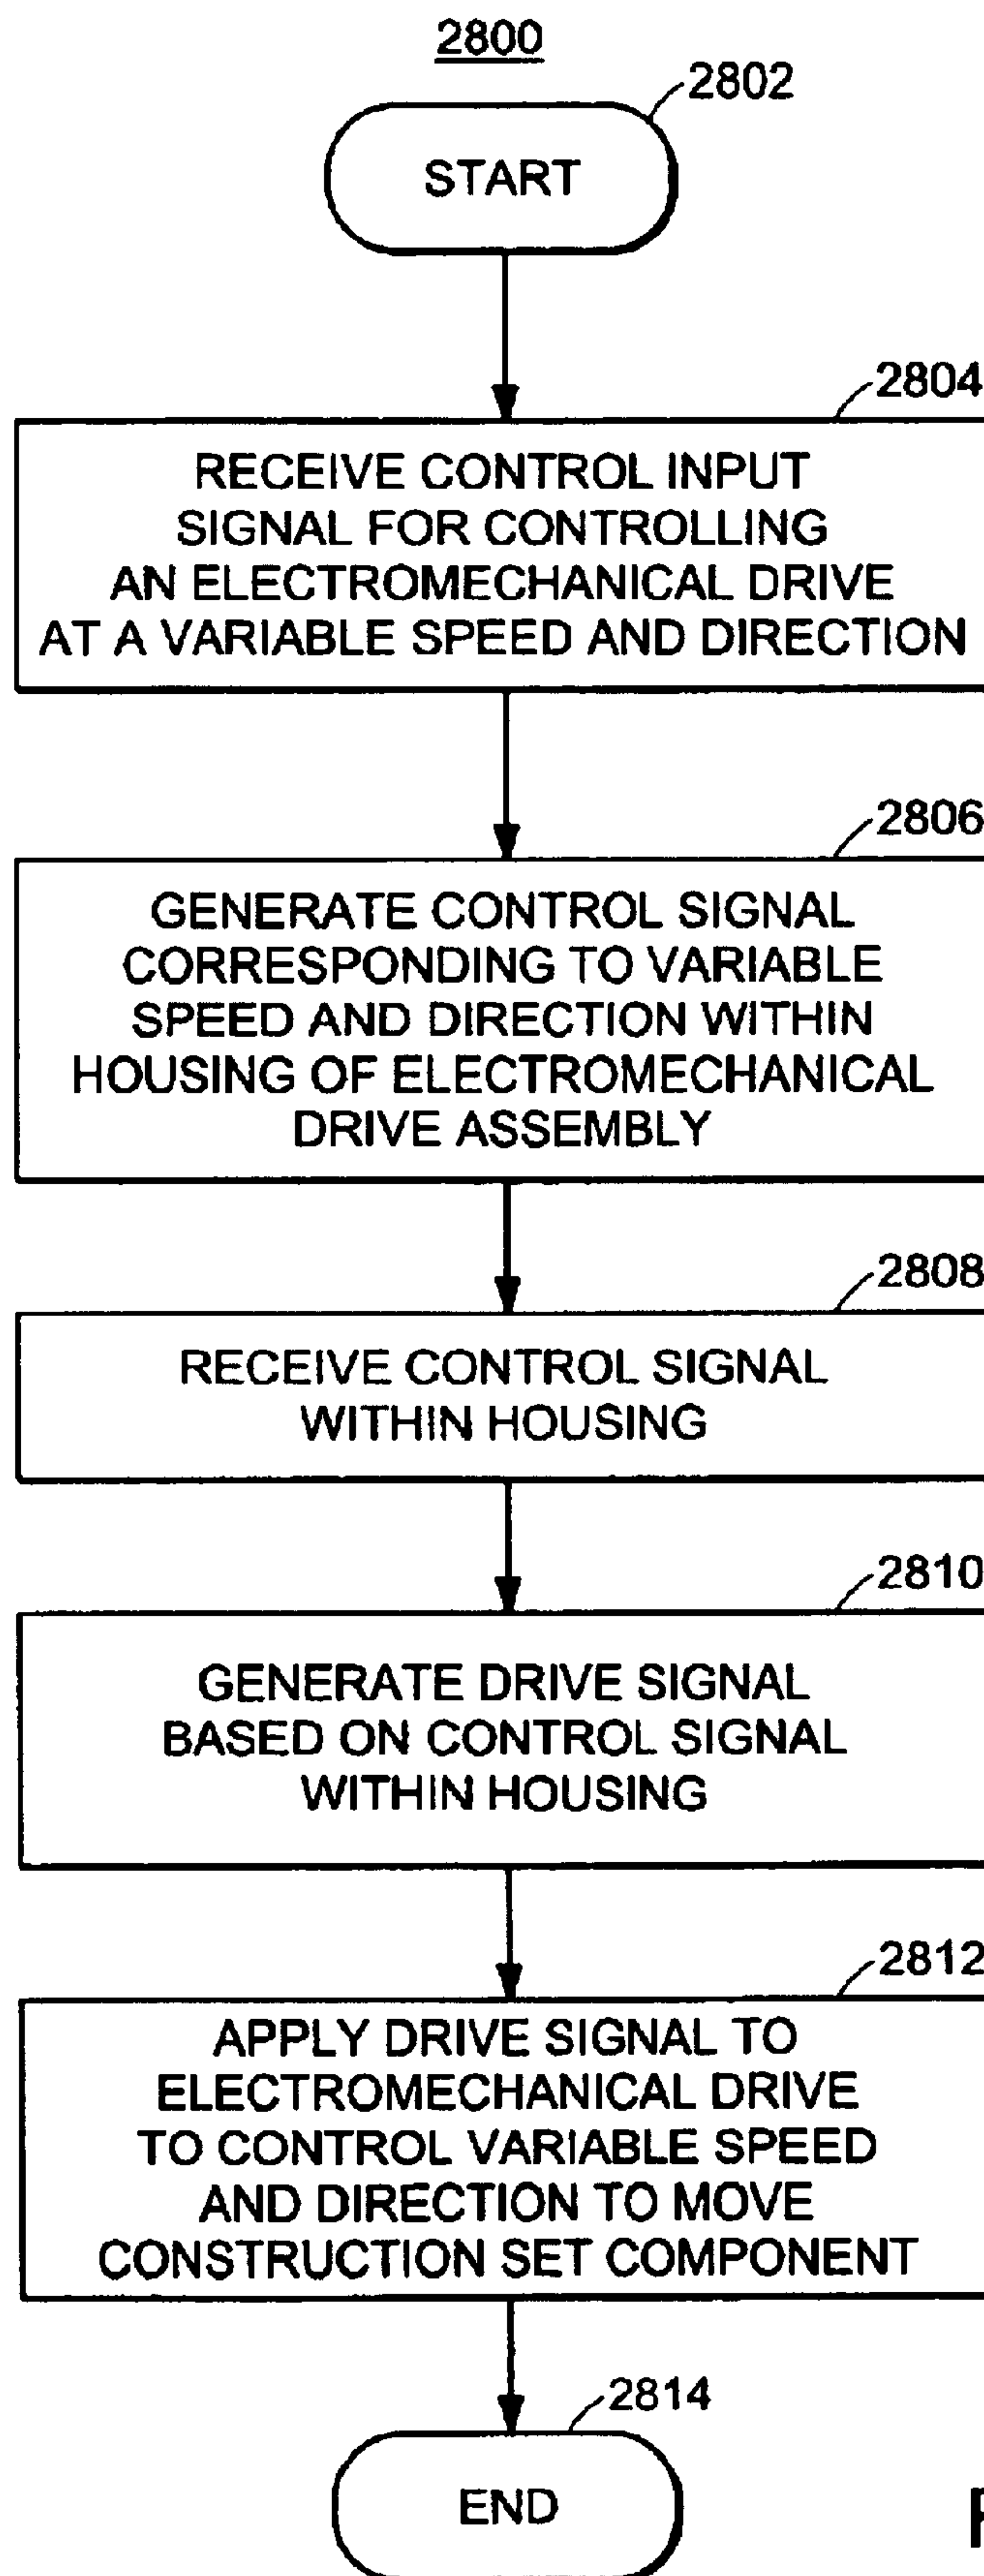 2800
2802
START
2804
RECEIVE CONTROL INPUT
SIGNAL FOR CONTROLLING
AN ELECTROMECHANICAL DRIVE
AT A VARIABLE SPEED AND DIRECTION
2806
GENERATE CONTROL SIGNAL
CORRESPONDING TO VARIABLE
SPEED AND DIRECTION WITHIN
HOUSING OF ELECTROMECHANICAL
DRIVE ASSEMBLY
2808
RECEIVE CONTROL SIGNAL
WITHIN HOUSING
2810
GENERATE DRIVE SIGNAL
BASED ON CONTROL SIGNAL
WITHIN HOUSING
2812
APPLY DRIVE SIGNAL TO
ELECTROMECHANICAL DRIVE
TO CONTROL VARIABLE SPEED
AND DIRECTION TO MOVE
CONSTRUCTION SET COMPONENT
2814
END